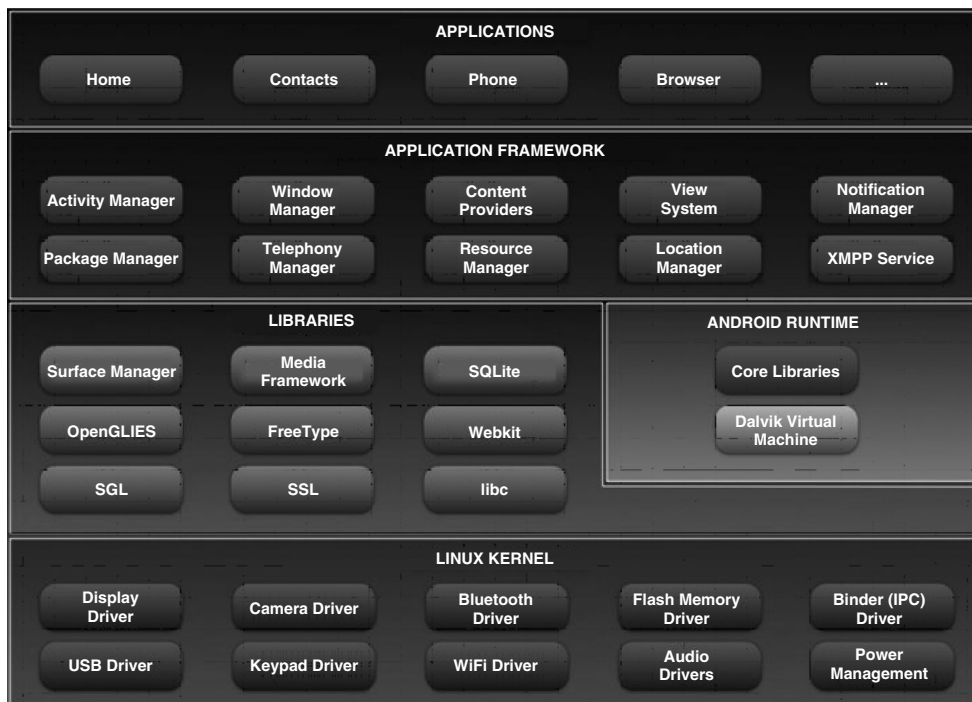 APPLICATIONS
Home
Contacts
Phone
Browser
...
APPLICATION FRAMEWORK
Activity Manager
Window
Manager
Content
Providers
View
System
Notification
Manager
Package Manager
Telephony
Manager
Resource
Manager
Location
Manager
XMPP Service
LIBRARIES
Surface Manager
Media
Framework
SQLite
OpenGLIES
FreeType
Webkit
SGL
SSL
libc
ANDROID RUNTIME
Core Libraries
Dalvik Virtual
Machine
LINUX KERNEL
Display
Driver
Camera Driver
Bluetooth
Driver
Flash Memory
Driver
Binder (IPC)
Driver
USB Driver
Keypad Driver
WiFi Driver
Audio
Drivers
Power
Management